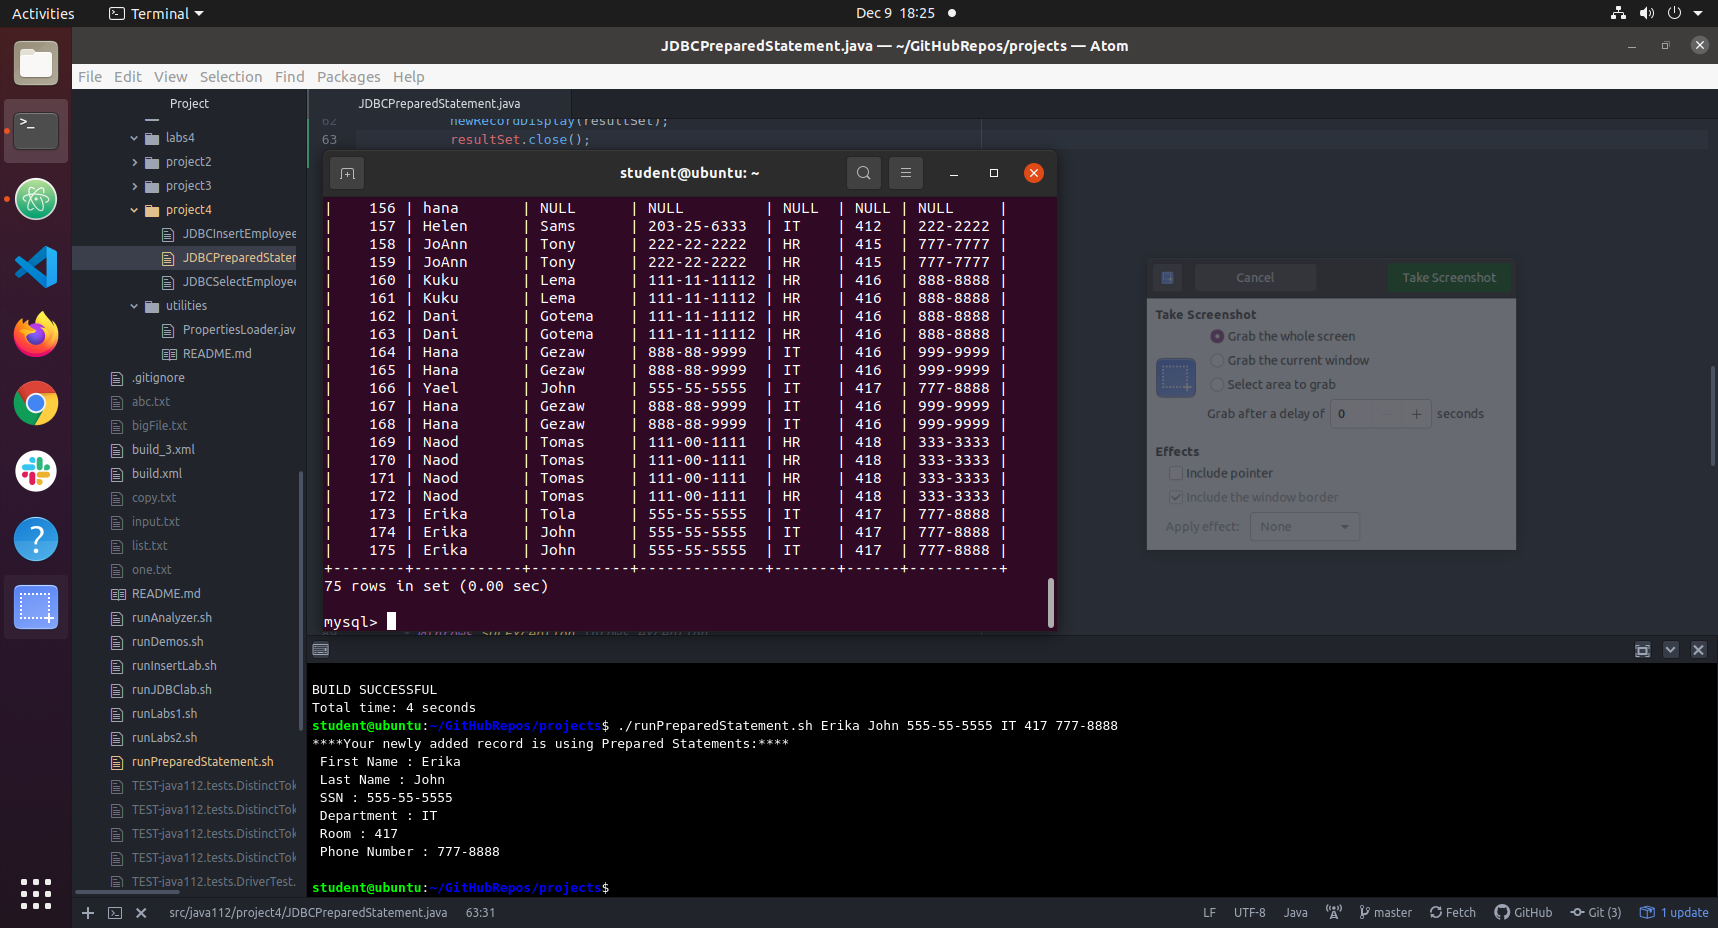 Activities
Terminal
Dec 9 18:25
JDBCPreparedStatement.java — ~/GitHubRepos/projects — Atom
File Edit View Selection Find Packages Help
Project
labs4
project2
project3
project4
JDBCInsertEmployee
JDBCPreparedStatem
JDBCSelectEmployee
utilities
PropertiesLoader.jav
README.md
.gitignore
abc.txt
bigFile.txt
build_3.xml
build.xml
copy.txt
input.txt
list.txt
one.txt
README.md
runAnalyzer.sh
runDemos.sh
runInsertLab.sh
runJDBClab.sh
runLabs1.sh
runLabs2.sh
runPreparedStatement.sh
TEST-java112.tests.DistinctTok
TEST-java112.tests.DistinctTok
TEST-java112.tests.DistinctTok
TEST-java112.tests.DistinctTok
TEST-java112.tests.DriverTest.
JDBCPreparedStatement.java
62 newRecordDisplay(resultSet);
63 resultSet.close();
student@ubuntu: ~
| 156 | hana | NULL | NULL | NULL | NULL | NULL |
| 157 | Helen | Sams | 203-25-6333 | IT | 412 | 222-2222 |
| 158 | JoAnn | Tony | 222-22-2222 | HR | 415 | 777-7777 |
| 159 | JoAnn | Tony | 222-22-2222 | HR | 415 | 777-7777 |
| 160 | Kuku | Lema | 111-11-11112 | HR | 416 | 888-8888 |
| 161 | Kuku | Lema | 111-11-11112 | HR | 416 | 888-8888 |
| 162 | Dani | Gotema | 111-11-11112 | HR | 416 | 888-8888 |
| 163 | Dani | Gotema | 111-11-11112 | HR | 416 | 888-8888 |
| 164 | Hana | Gezaw | 888-88-9999 | IT | 416 | 999-9999 |
| 165 | Hana | Gezaw | 888-88-9999 | IT | 416 | 999-9999 |
| 166 | Yael | John | 555-55-5555 | IT | 417 | 777-8888 |
| 167 | Hana | Gezaw | 888-88-9999 | IT | 416 | 999-9999 |
| 168 | Hana | Gezaw | 888-88-9999 | IT | 416 | 999-9999 |
| 169 | Naod | Tomas | 111-00-1111 | HR | 418 | 333-3333 |
| 170 | Naod | Tomas | 111-00-1111 | HR | 418 | 333-3333 |
| 171 | Naod | Tomas | 111-00-1111 | HR | 418 | 333-3333 |
| 172 | Naod | Tomas | 111-00-1111 | HR | 418 | 333-3333 |
| 173 | Erika | Tola | 555-55-5555 | IT | 417 | 777-8888 |
| 174 | Erika | John | 555-55-5555 | IT | 417 | 777-8888 |
| 175 | Erika | John | 555-55-5555 | IT | 417 | 777-8888 |
+--------+------------+-----------+--------------+-------+------+----------+
75 rows in set (0.00 sec)
mysql>
Cancel
Take Screenshot
Take Screenshot
Grab the whole screen
Grab the current window
Select area to grab
Grab after a delay of 0 − + seconds
Effects
Include pointer
Include the window border
Apply effect: None
BUILD SUCCESSFUL
Total time: 4 seconds
student@ubuntu:~/GitHubRepos/projects$ ./runPreparedStatement.sh Erika John 555-55-5555 IT 417 777-8888
****Your newly added record is using Prepared Statements:****
First Name : Erika
Last Name : John
SSN : 555-55-5555
Department : IT
Room : 417
Phone Number : 777-8888
student@ubuntu:~/GitHubRepos/projects$
src/java112/project4/JDBCPreparedStatement.java 63:31
LF UTF-8 Java master Fetch GitHub Git (3) 1 update